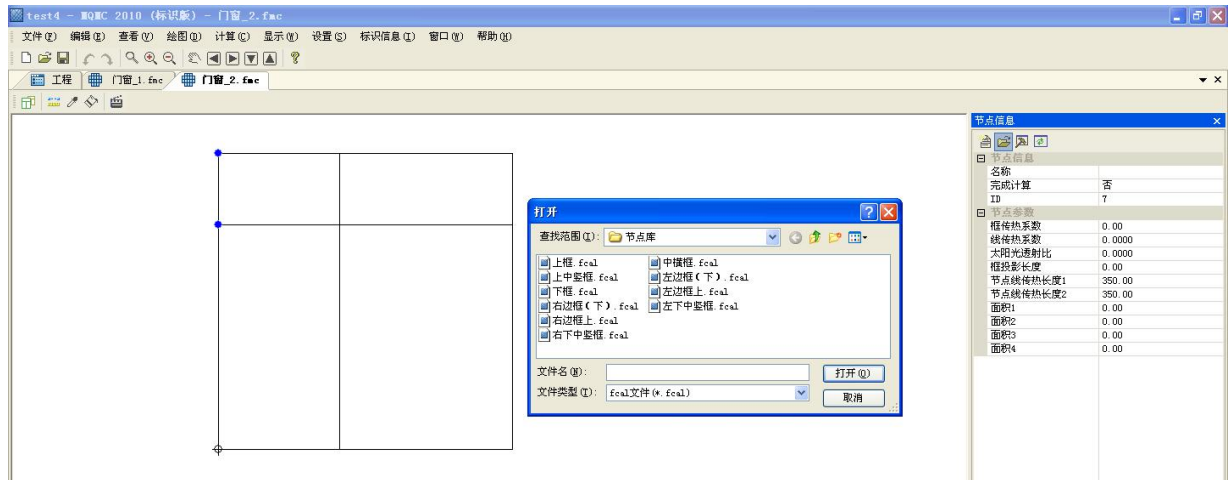 test4 - MQMC 2010 (标识版) - 门窗_2.fmc
文件(F) 编辑(E) 查看(V) 绘图(D) 计算(C) 显示(W) 设置(S) 标识信息(I) 窗口(W) 帮助(H)
工程 门窗_1.fmc 门窗_2.fmc
节点信息
节点信息
名称
完成计算 否
ID 7
节点参数
框传热系数 0.00
线传热系数 0.0000
太阳光透射比 0.0000
框投影长度 0.00
节点线传热长度1 350.00
节点线传热长度2 350.00
面积1 0.00
面积2 0.00
面积3 0.00
面积4 0.00
打开
查找范围(I): 节点库
上框.fcal 中横框.fcal
上中竖框.fcal 左边框(下).fcal
下框.fcal 左边框上.fcal
右边框(下).fcal 左下中竖框.fcal
右边框上.fcal
右下中竖框.fcal
文件名(N): 打开(O)
文件类型(T): fcal文件(*.fcal) 取消